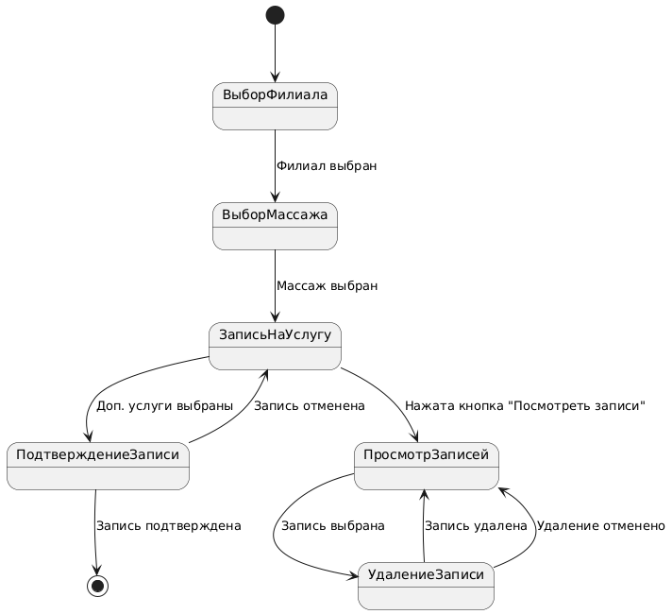 ВыборФилиала
Филиал выбран
ВыборМассажа
Массаж выбран
ЗаписьНаУслугу
Доп. услуги выбраны
Запись отменена
Нажата кнопка "Посмотреть записи"
ПодтверждениеЗаписи
ПросмотрЗаписей
Запись подтверждена
Запись выбрана
Запись удалена
Удаление отменено
УдалениеЗаписи